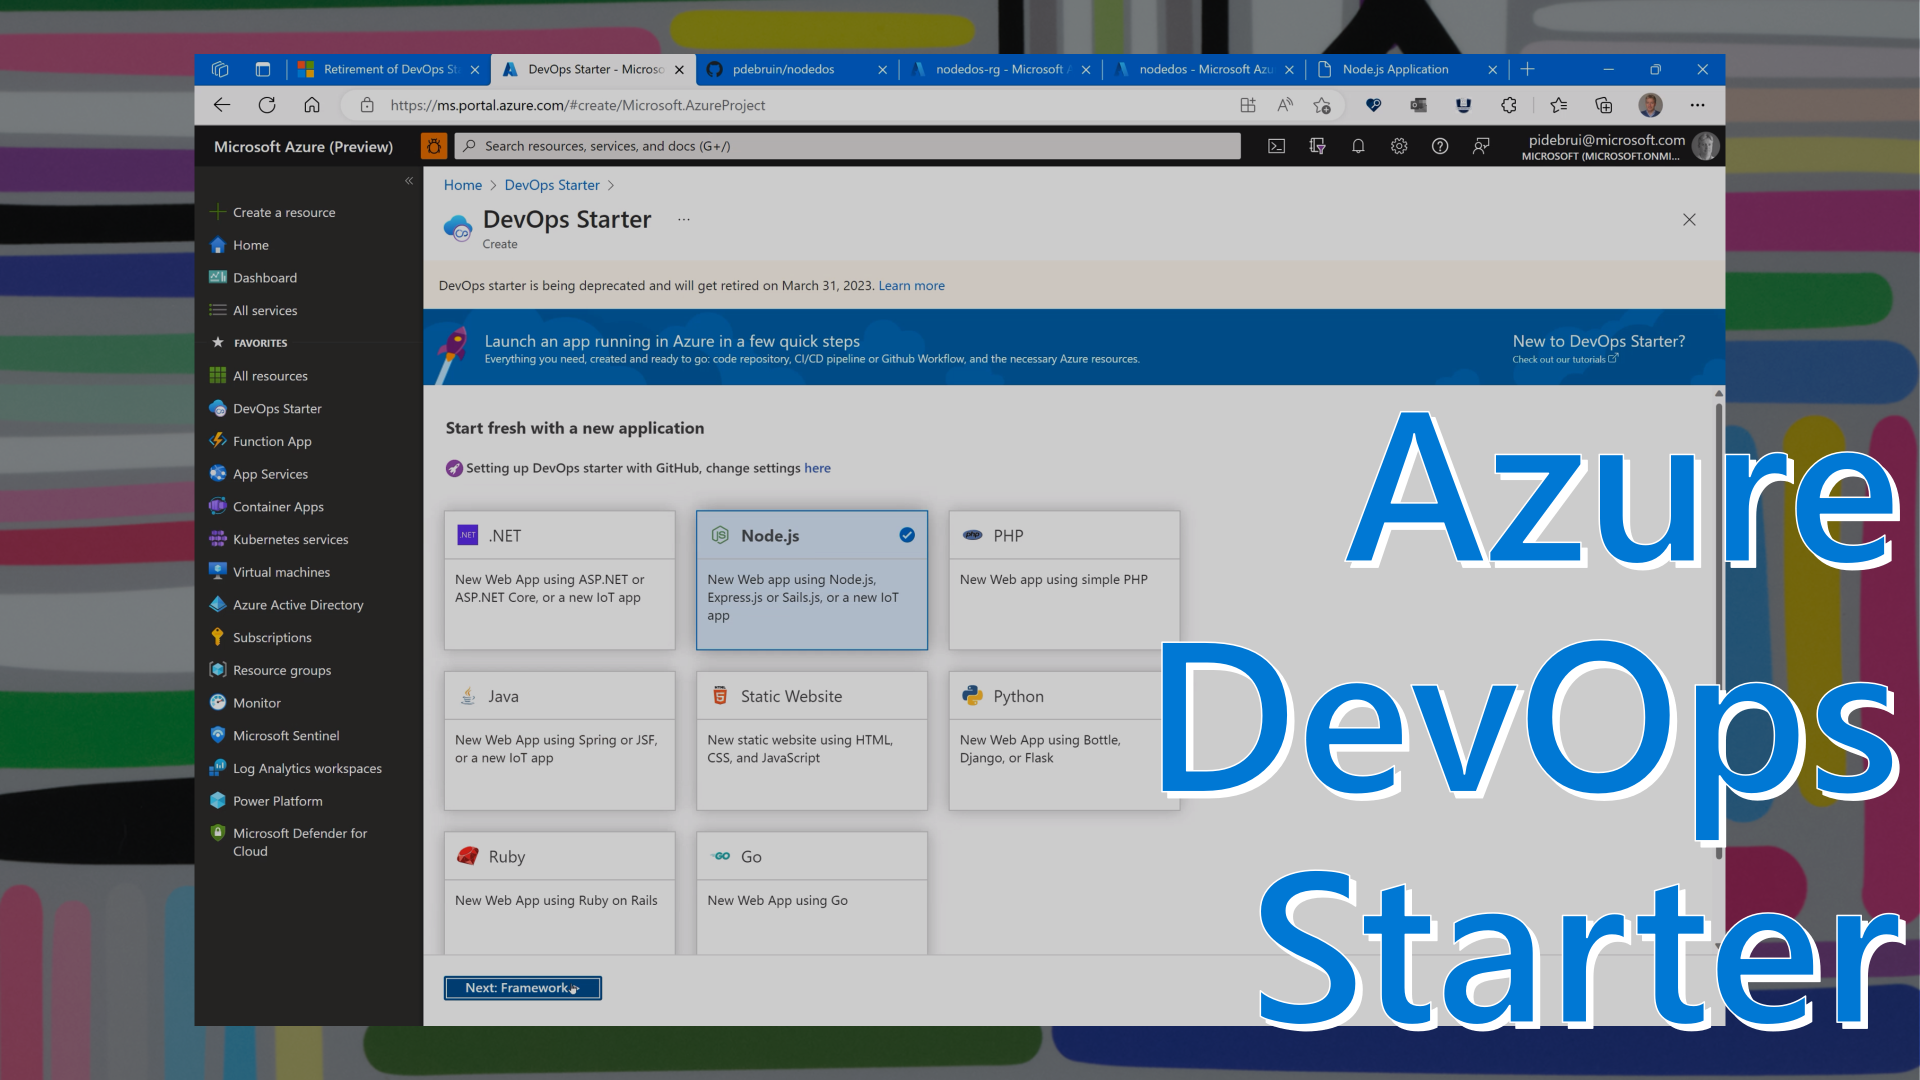 Retirement of DevOps St
DevOps Starter - Microso
pdebruin/nodedos
nodedos-rg - Microsoft A
nodedos - Microsoft Azu
Node.js Application
https://ms.portal.azure.com/#create/Microsoft.AzureProject
Microsoft Azure (Preview)
Search resources, services, and docs (G+/)
pidebrui@microsoft.com
MICROSOFT (MICROSOFT.ONMI...
Create a resource
Home
Dashboard
All services
FAVORITES
All resources
DevOps Starter
Function App
App Services
Container Apps
Kubernetes services
Virtual machines
Azure Active Directory
Subscriptions
Resource groups
Monitor
Microsoft Sentinel
Log Analytics workspaces
Power Platform
Microsoft Defender for
Cloud
Home > DevOps Starter >
DevOps Starter ...
Create
DevOps starter is being deprecated and will get retired on March 31, 2023. Learn more
Launch an app running in Azure in a few quick steps
Everything you need, created and ready to go: code repository, CI/CD pipeline or Github Workflow, and the necessary Azure resources.
New to DevOps Starter?
Check out our tutorials
Start fresh with a new application
Setting up DevOps starter with GitHub, change settings here
.NET
.NET
New Web App using ASP.NET or
ASP.NET Core, or a new IoT app
JS
Node.js
New Web app using Node.js,
Express.js or Sails.js, or a new IoT
app
php
PHP
New Web app using simple PHP
Java
New Web App using Spring or JSF,
or a new IoT app
Static Website
New static website using HTML,
CSS, and JavaScript
Python
New Web App using Bottle,
Django, or Flask
Ruby
New Web App using Ruby on Rails
GO
Go
New Web App using Go
Next: Framework
Azure
DevOps
Starter